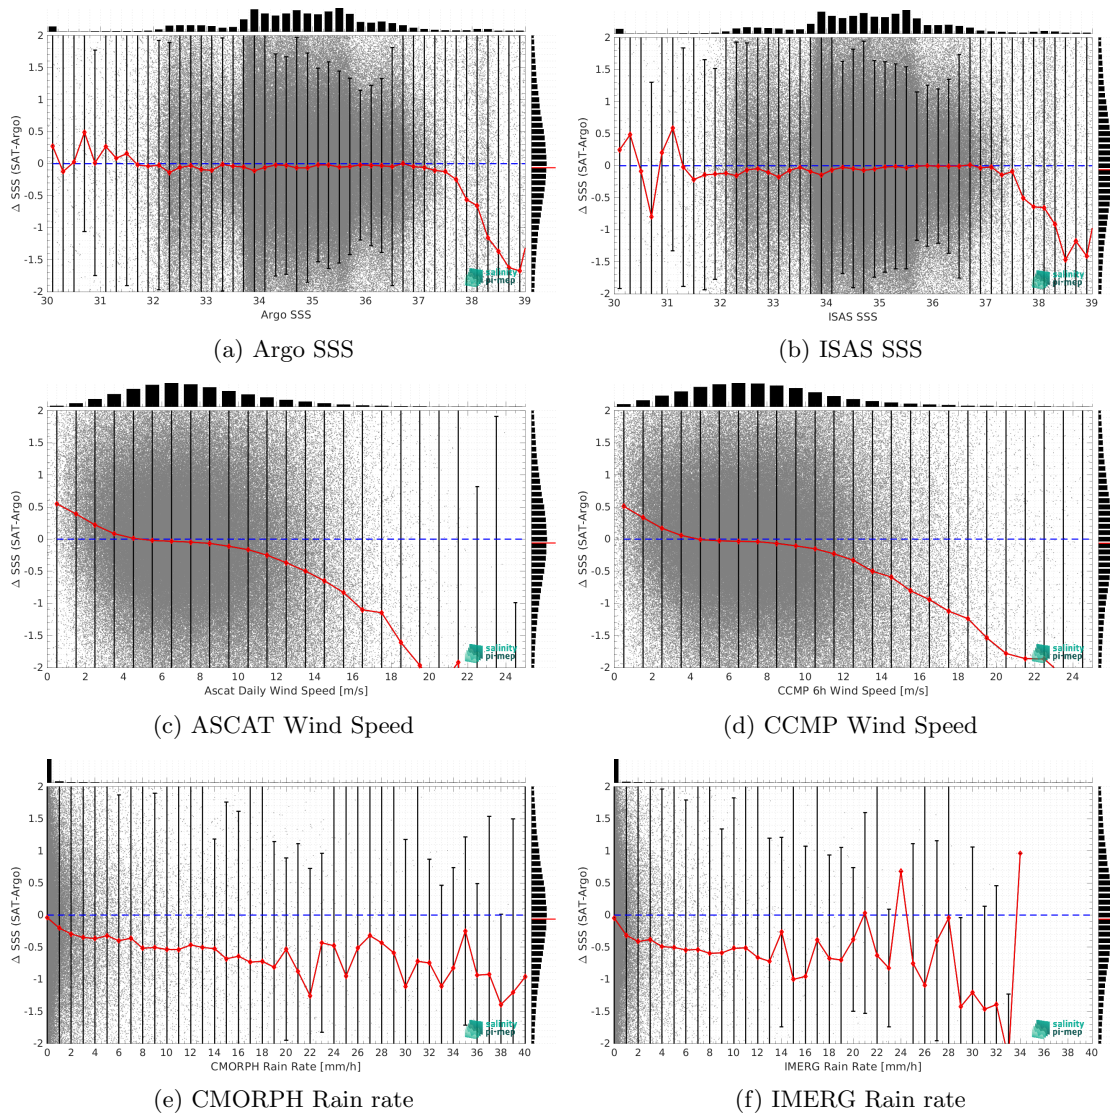 2
1.5
1
0.5
0
-0.5
-1
-1.5
-2
Δ SSS (SAT-Argo)
30 31 32 33 34 35 36 37 38 39
Argo SSS
salinity
pi-mep
(a) Argo SSS
2
1.5
1
0.5
0
-0.5
-1
-1.5
-2
Δ SSS (SAT-Argo)
30 31 32 33 34 35 36 37 38 39
ISAS SSS
salinity
pi-mep
(b) ISAS SSS
2
1.5
1
0.5
0
-0.5
-1
-1.5
-2
Δ SSS (SAT-Argo)
0 2 4 6 8 10 12 14 16 18 20 22 24
Ascat Daily Wind Speed [m/s]
salinity
pi-mep
(c) ASCAT Wind Speed
2
1.5
1
0.5
0
-0.5
-1
-1.5
-2
Δ SSS (SAT-Argo)
0 2 4 6 8 10 12 14 16 18 20 22 24
CCMP 6h Wind Speed [m/s]
salinity
pi-mep
(d) CCMP Wind Speed
2
1.5
1
0.5
0
-0.5
-1
-1.5
-2
Δ SSS (SAT-Argo)
0 2 4 6 8 10 12 14 16 18 20 22 24 26 28 30 32 34 36 38 40
CMORPH Rain Rate [mm/h]
salinity
pi-mep
(e) CMORPH Rain rate
2
1.5
1
0.5
0
-0.5
-1
-1.5
-2
Δ SSS (SAT-Argo)
0 2 4 6 8 10 12 14 16 18 20 22 24 26 28 30 32 34 36 38 40
IMERG Rain Rate [mm/h]
salinity
pi-mep
(f) IMERG Rain rate